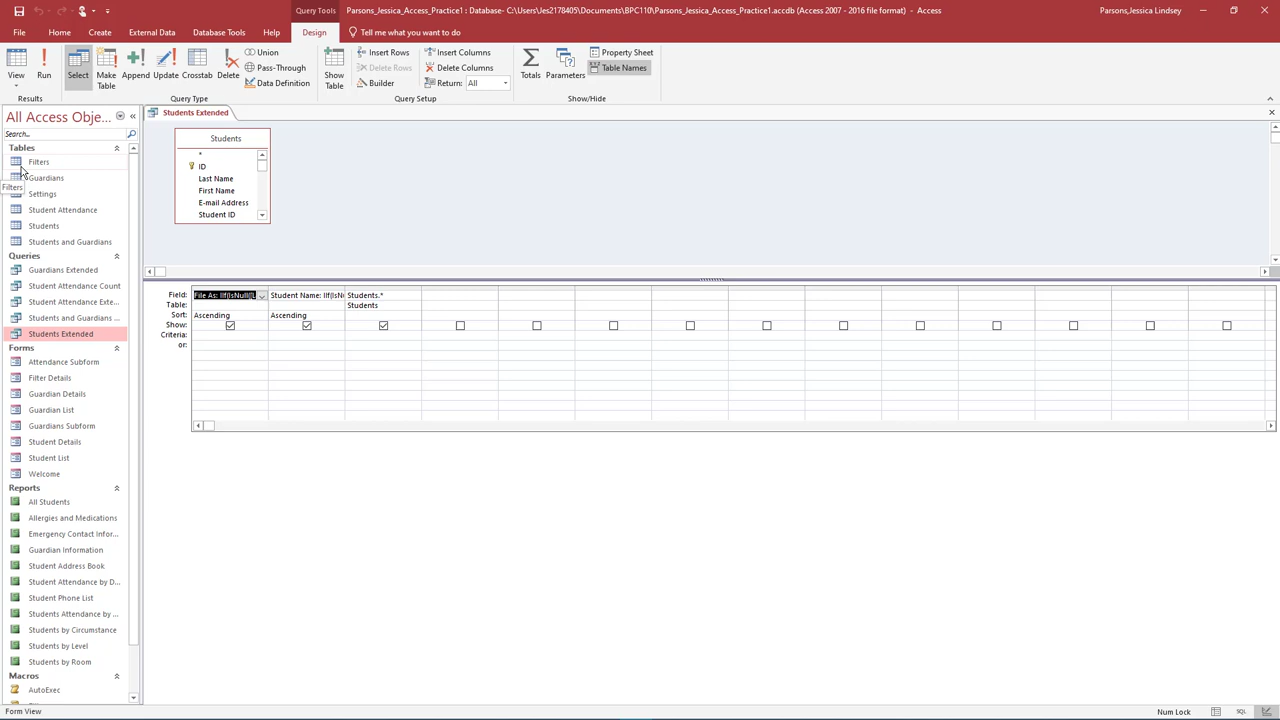 Query Tools
Parsons_Jessica_Access_Practice1 : Database- C:\Users\Jes2178405\Documents\BPC110\Parsons_Jessica_Access_Practice1.accdb (Access 2007 - 2016 file format) - Access
Parsons_Jessica Lindsey
File Home Create External Data Database Tools Help Design Tell me what you want to do
View Run Select Make Table Append Update Crosstab Delete
Union
Pass-Through
Data Definition
Show Table
Insert Rows
Delete Rows
Builder
Insert Columns
Delete Columns
Return: All
Totals Parameters
Property Sheet
Table Names
Results Query Type Query Setup Show/Hide
All Access Obje...
Search...
Tables
Filters
Guardians
Filters
Settings
Student Attendance
Students
Students and Guardians
Queries
Guardians Extended
Student Attendance Count
Student Attendance Exte...
Students and Guardians ...
Students Extended
Forms
Attendance Subform
Filter Details
Guardian Details
Guardian List
Guardians Subform
Student Details
Student List
Welcome
Reports
All Students
Allergies and Medications
Emergency Contact Infor...
Guardian Information
Student Address Book
Student Attendance by D...
Student Phone List
Students Attendance by ...
Students by Circumstance
Students by Level
Students by Room
Macros
AutoExec
Students Extended
Students
*
ID
Last Name
First Name
E-mail Address
Student ID
Field: File As: IIf(IsNull([L Student Name: IIf(IsNu Students.*
Table: Students
Sort: Ascending Ascending
Show:
Criteria:
or:
Form View
Num Lock
SQL